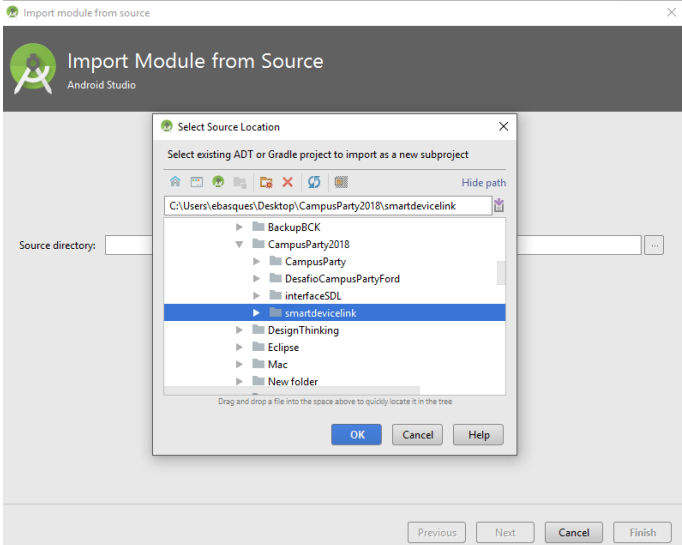 Import module from source
Import Module from Source
Android Studio
Select Source Location
Select existing ADT or Gradle project to import as a new subproject
Hide path
C:\Users\ebasques\Desktop\CampusParty2018\smartdevicelink
BackupBCK
CampusParty2018
Source directory:
...
CampusParty
DesafioCampusPartyFord
interfaceSDL
smartdevicelink
DesignThinking
Eclipse
Mac
New folder
Drag and drop a file into the space above to quickly locate it in the tree
OK Cancel Help
Previous Next Cancel Finish